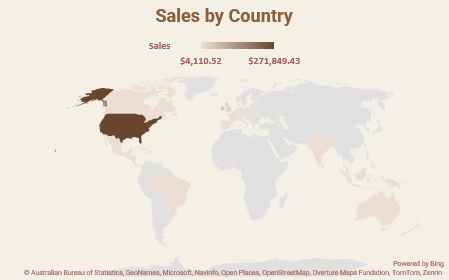 Sales by Country
Sales
$4,110.52 $271,849.43
Powered by Bing
© Australian Bureau of Statistics, GeoNames, Microsoft, Navinfo, Open Places, OpenStreetMap, Overture Maps Fundation, TomTom, Zenrin